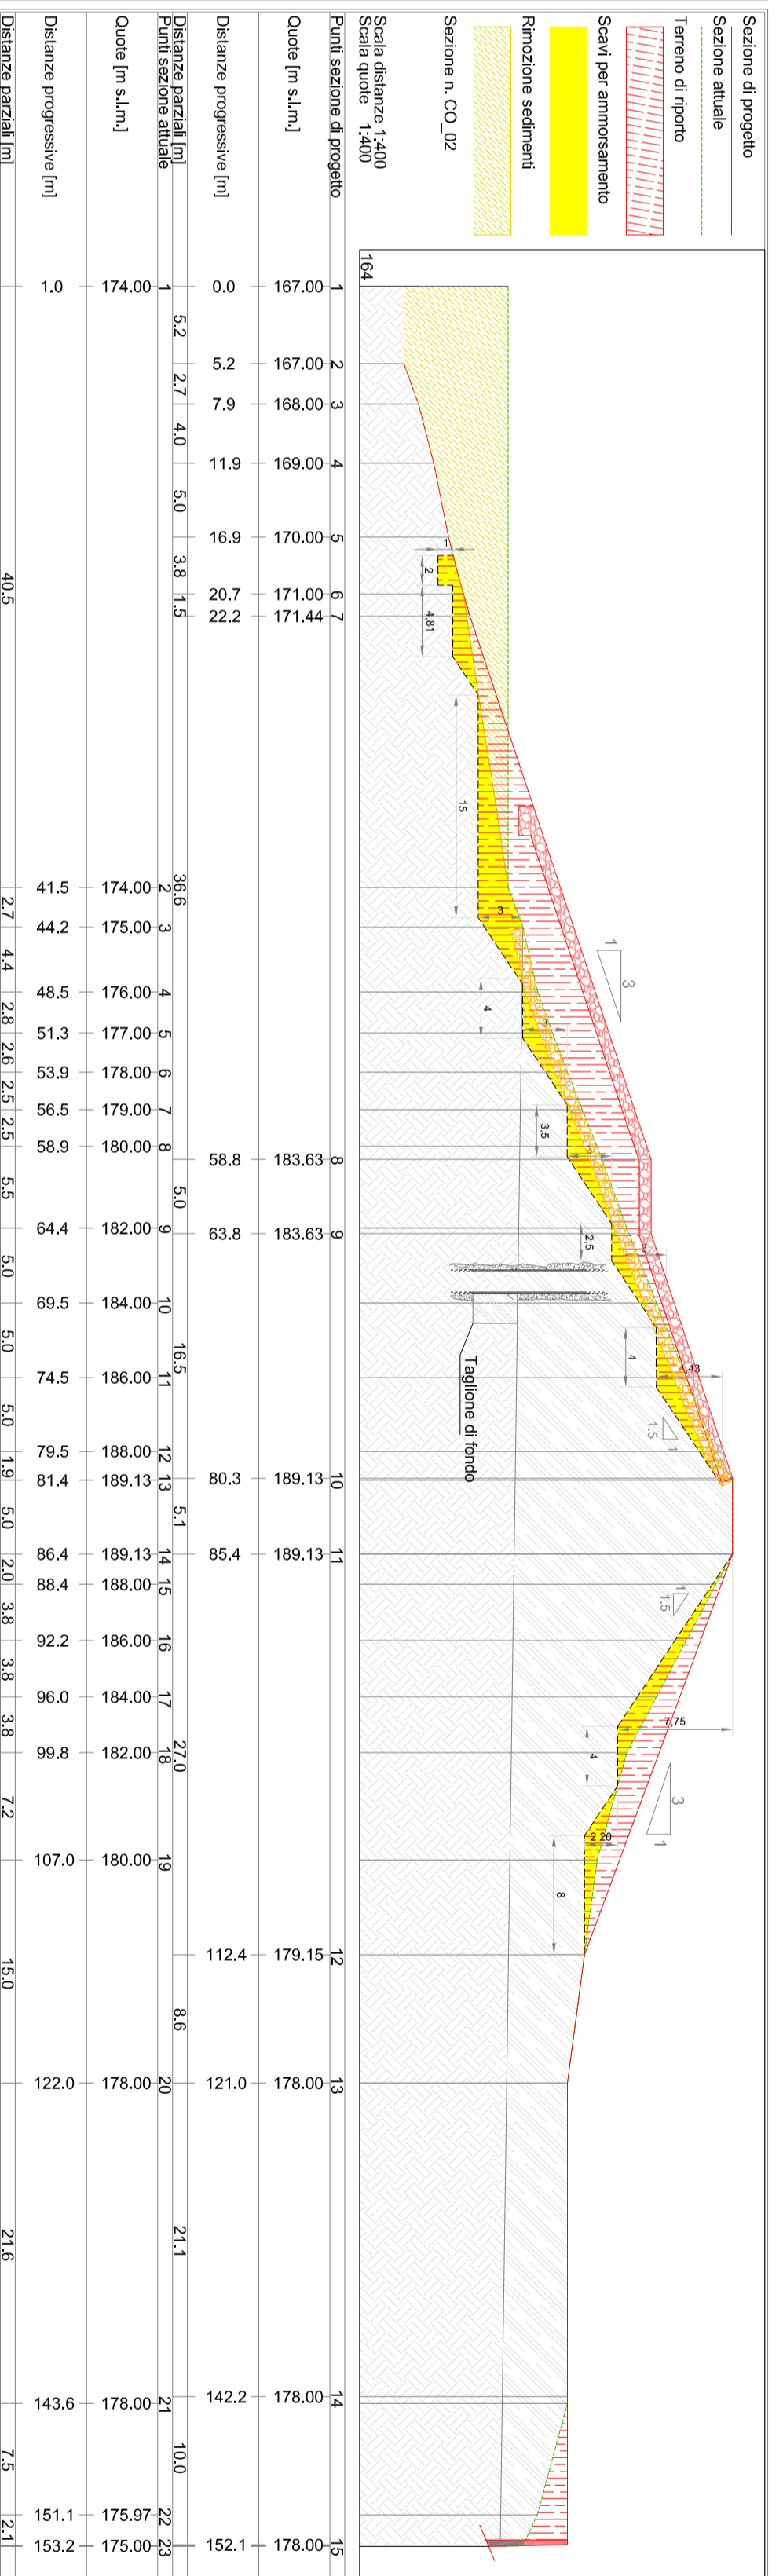 Sezione di progetto
Sezione attuale
Terreno di riporto
Scavi per ammorsamento
Rimozione sedimenti
Sezione n. CO_02
Scala distanze 1:400
Scala quote 1:400
164
1
2
4,81
15
3
4
3,5
2,5
4
4,43
1
3
1.5
1
Taglione di fondo
1
1.5
7,75
4
2,20
8
3
1
Punti sezione di progetto 1 2 3 4 5 6 7 8 9 10 11 12 13 14 15
Quote [m s.l.m.] 167.00 167.00 168.00 169.00 170.00 171.00 171.44 183.63 183.63 189.13 189.13 179.15 178.00 178.00 178.00
Distanze progressive [m] 0.0 5.2 7.9 11.9 16.9 20.7 22.2 58.8 63.8 80.3 85.4 112.4 121.0 142.2 152.1
Distanze parziali [m] 5.2 2.7 4.0 5.0 3.8 1.5 36.6 5.0 16.5 5.1 27.0 8.6 21.1 10.0
Punti sezione attuale 1 2 3 4 5 6 7 8 9 10 11 12 13 14 15 16 17 18 19 20 21 22 23
Quote [m s.l.m.] 174.00 174.00 175.00 176.00 177.00 178.00 179.00 180.00 182.00 184.00 186.00 188.00 189.13 189.13 188.00 186.00 184.00 182.00 180.00 178.00 178.00 175.97 175.00
Distanze progressive [m] 1.0 41.5 44.2 48.5 51.3 53.9 56.5 58.9 64.4 69.5 74.5 79.5 81.4 86.4 88.4 92.2 96.0 99.8 107.0 122.0 143.6 151.1 153.2
Distanze parziali [m] 40.5 2.7 4.4 2.8 2.6 2.5 2.5 5.5 5.0 5.0 5.0 1.9 5.0 2.0 3.8 3.8 3.8 7.2 15.0 21.6 7.5 2.1